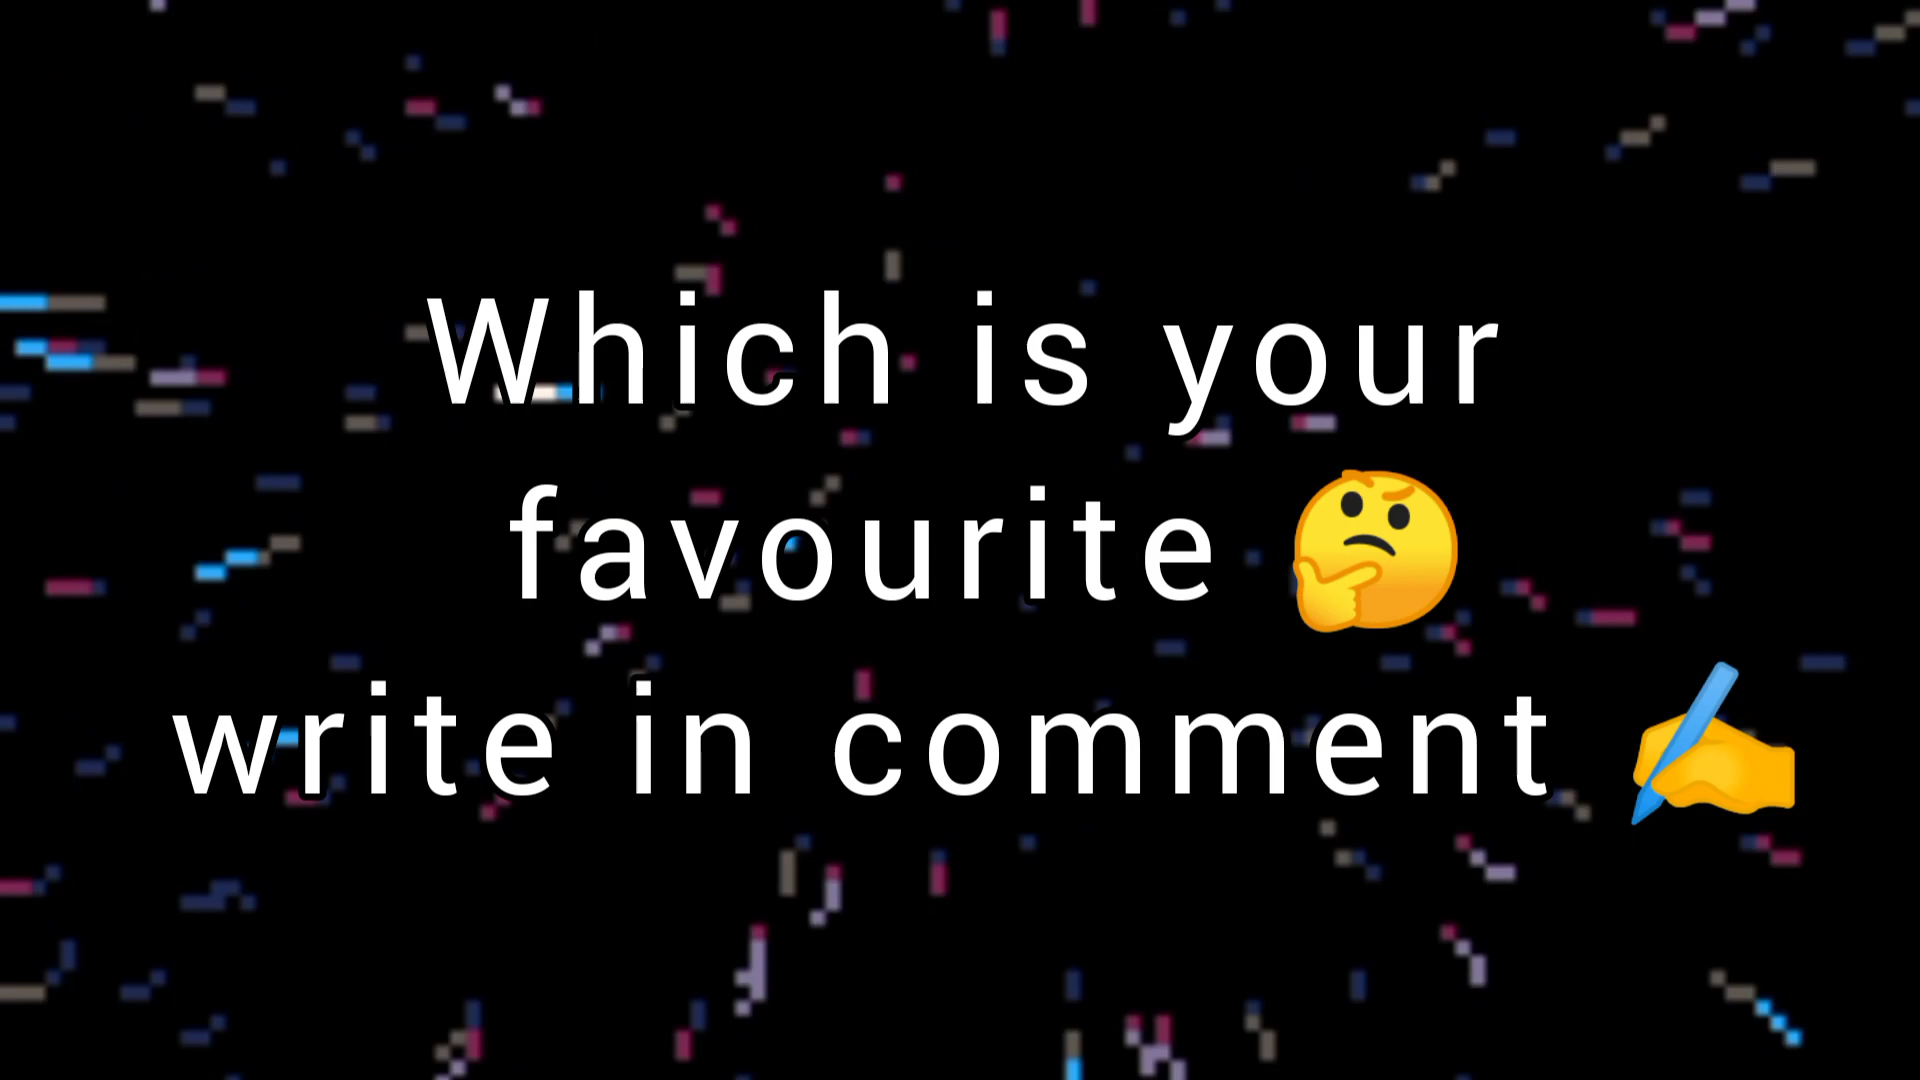 Which is your
favourite 🤔
write in comment ✍️